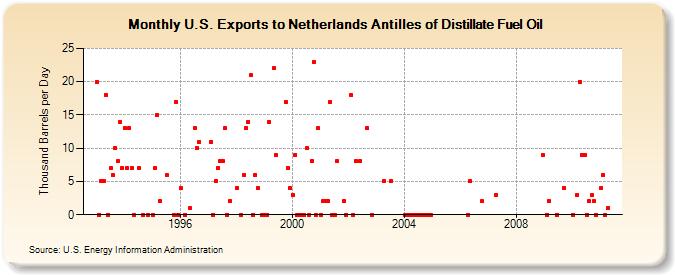 Monthly U.S. Exports to Netherlands Antilles of Distillate Fuel Oil
Thousand Barrels per Day
25
20
15
10
5
0
1996 2000 2004 2008
Source: U.S. Energy Information Administration